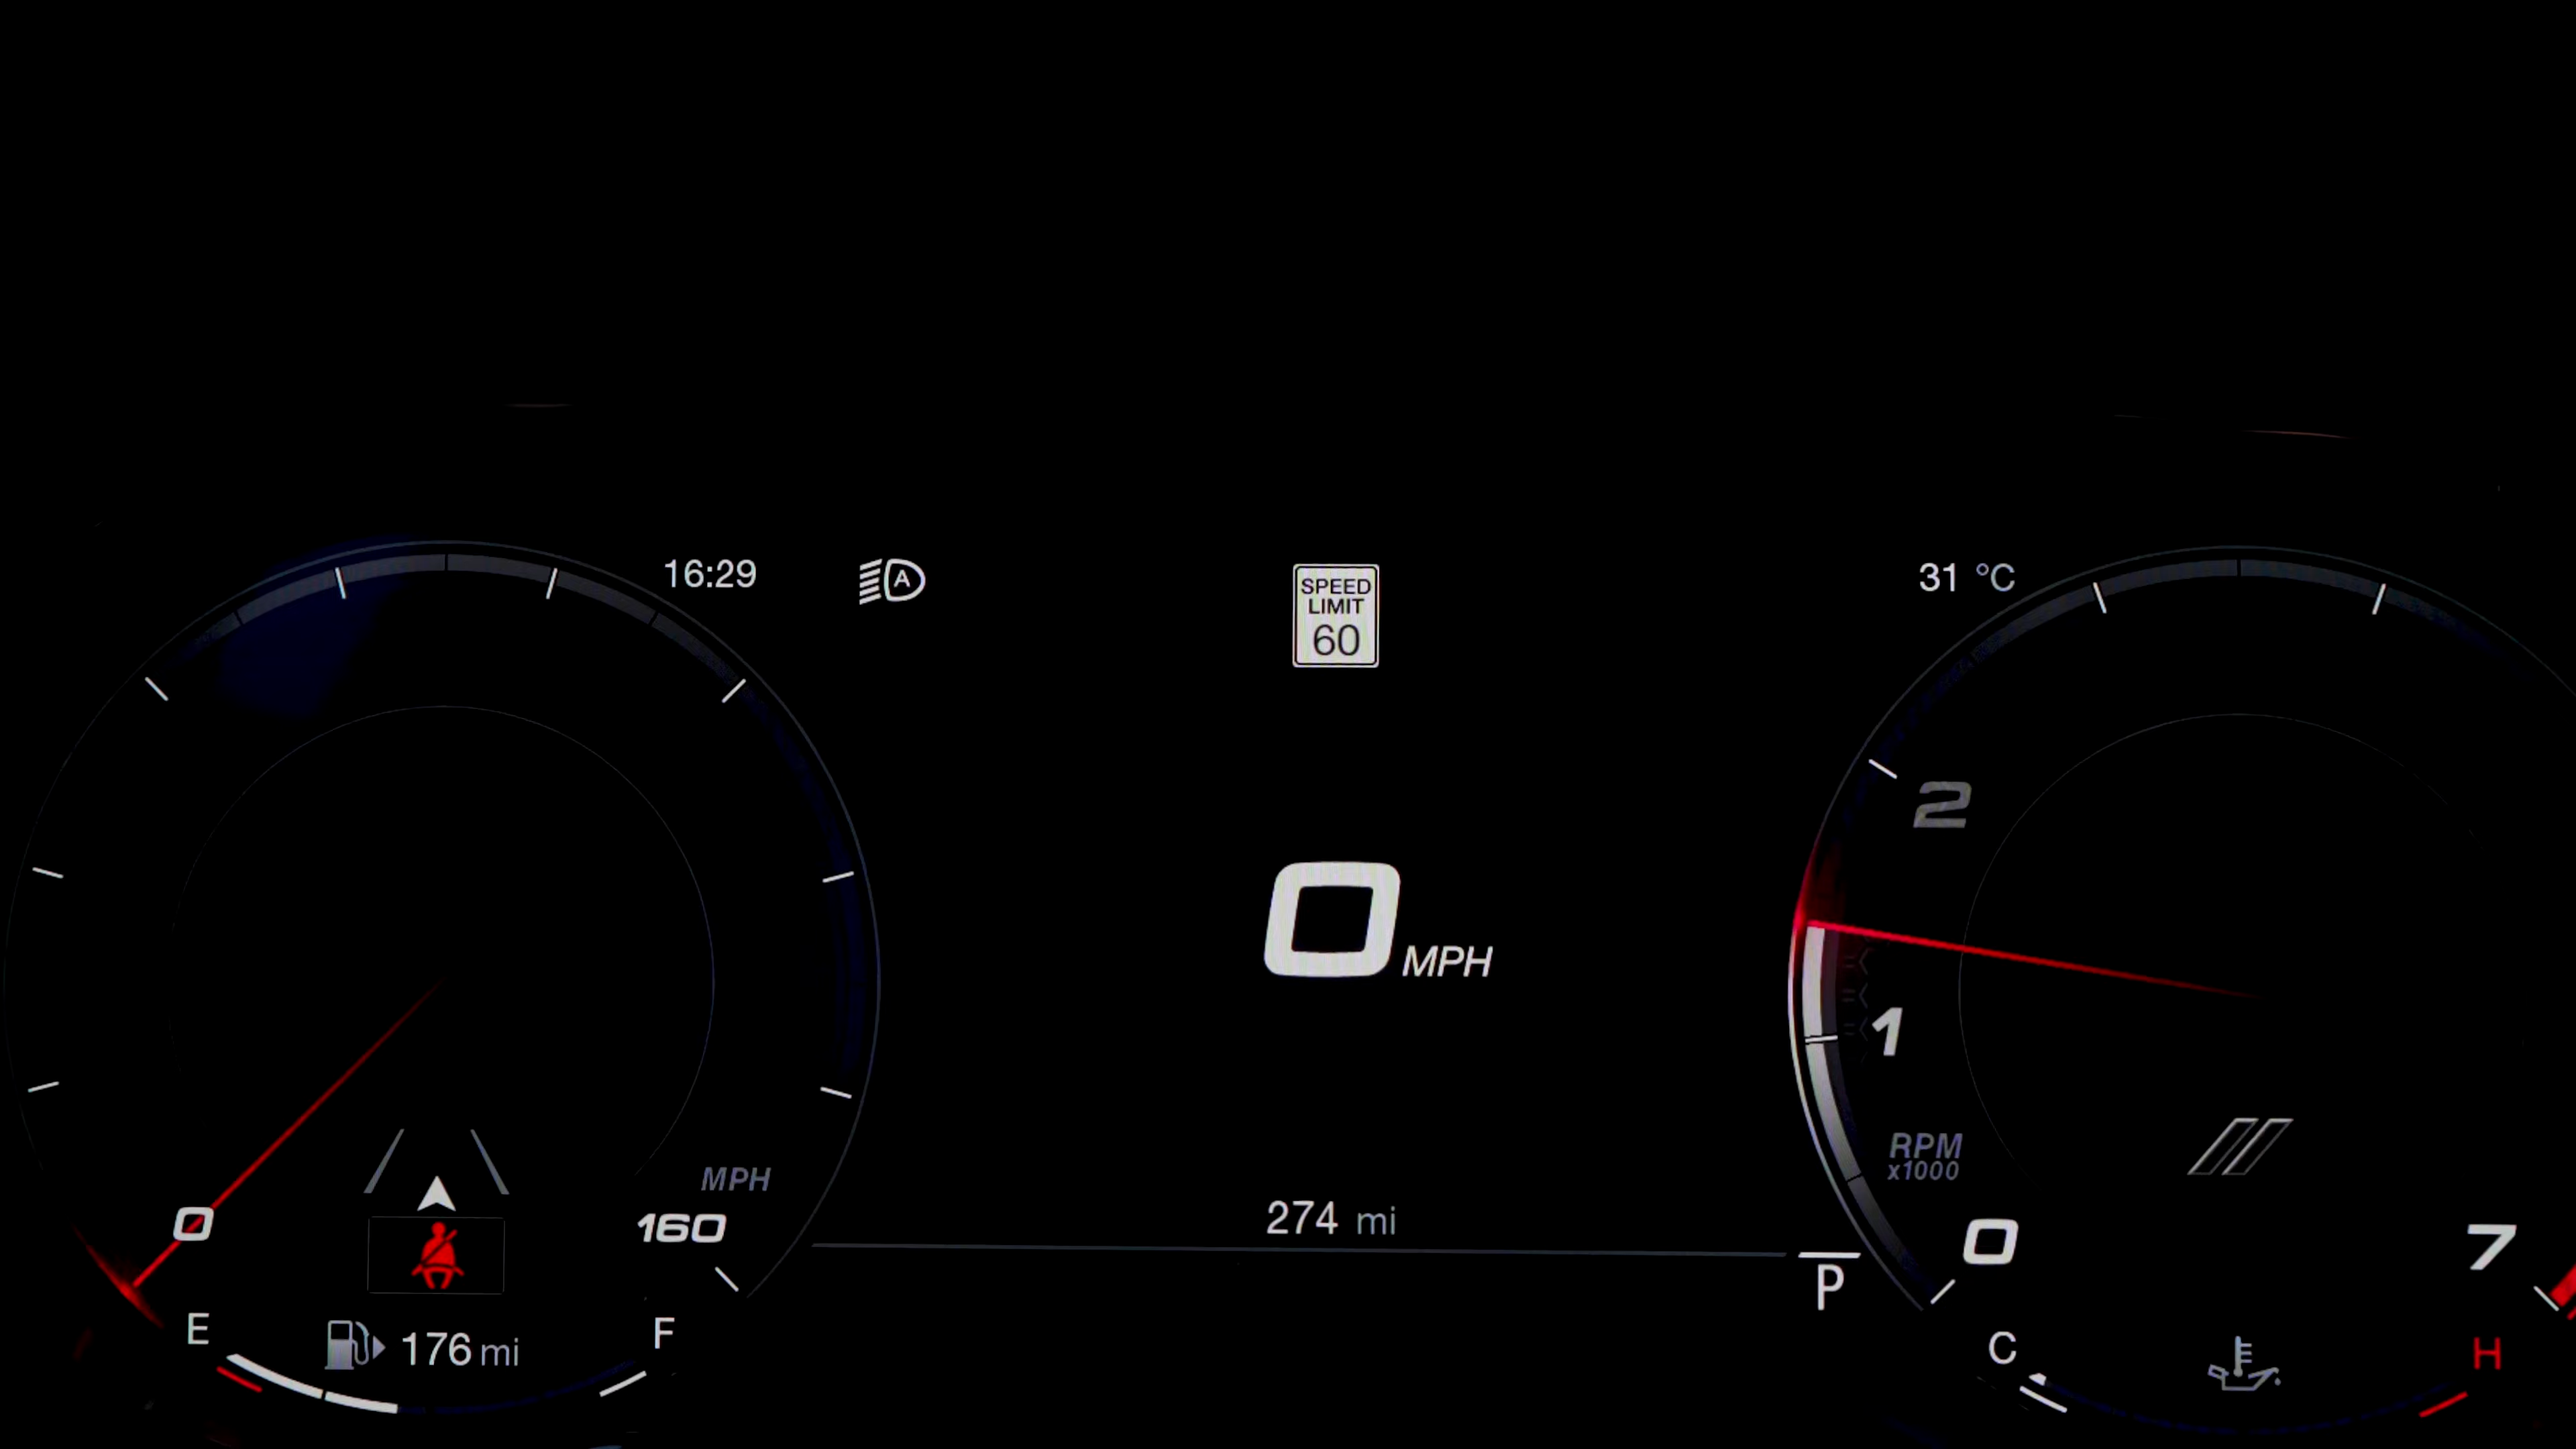 16:29
A
SPEED
LIMIT
60
31 °C
2
0 MPH
1
RPM
x1000
MPH
0
160
274 mi
0
7
P
E
176 mi
F
C
H